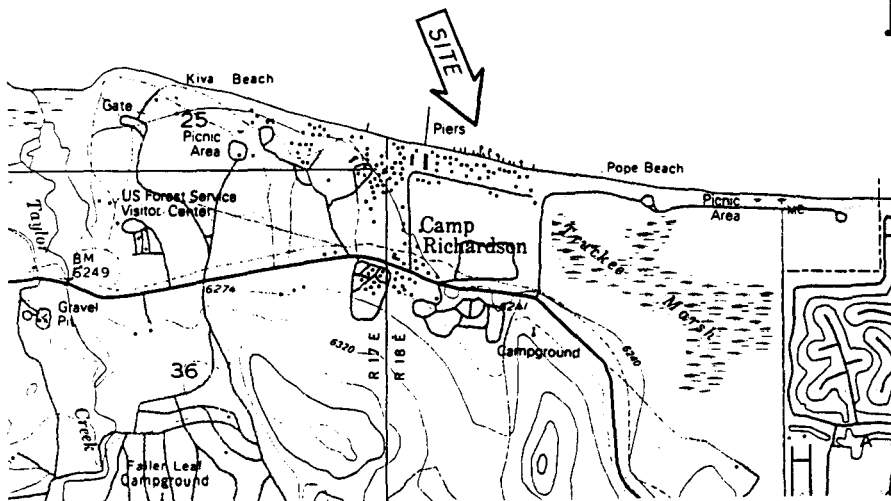 SITE
Kiva Beach
Gate
25
Picnic
Area
Piers
Pope Beach
US Forest Service
Visitor Center
Picnic
Area
Taylor
Camp
Richardson
Truckee
Marsh
BM
6249
6274
Gravel
Pit
6320
R 17 E
R 18 E
Campground
6240
36
Creek
Fallen Leaf
Campground